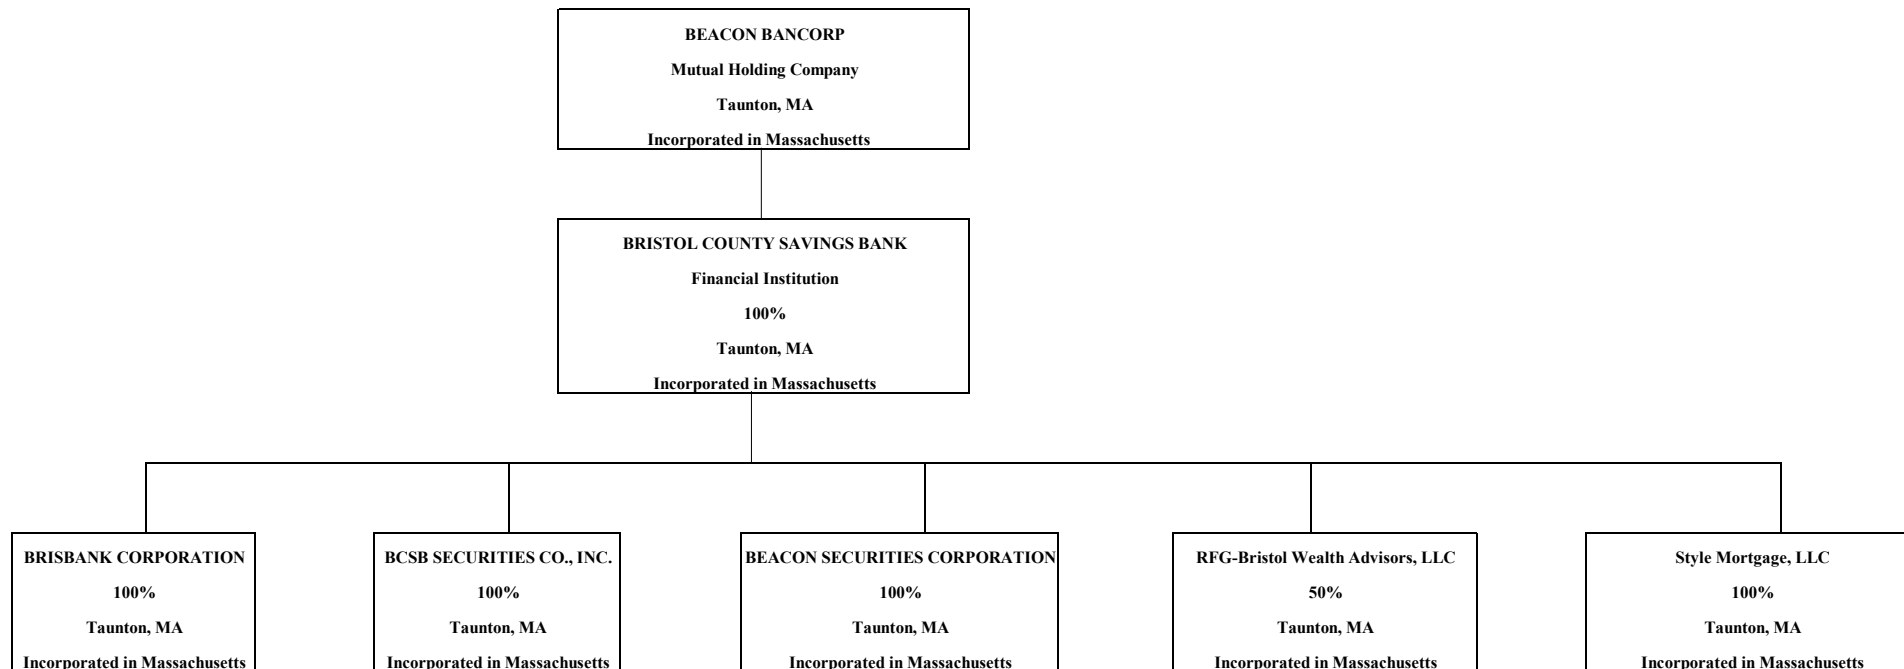 BEACON BANCORP
Mutual Holding Company
Taunton, MA
Incorporated in Massachusetts
BRISTOL COUNTY SAVINGS BANK
Financial Institution
100%
Taunton, MA
Incorporated in Massachusetts
BRISBANK CORPORATION
100%
Taunton, MA
Incorporated in Massachusetts
BCSB SECURITIES CO., INC.
100%
Taunton, MA
Incorporated in Massachusetts
BEACON SECURITIES CORPORATION
100%
Taunton, MA
Incorporated in Massachusetts
RFG-Bristol Wealth Advisors, LLC
50%
Taunton, MA
Incorporated in Massachusetts
Style Mortgage, LLC
100%
Taunton, MA
Incorporated in Massachusetts